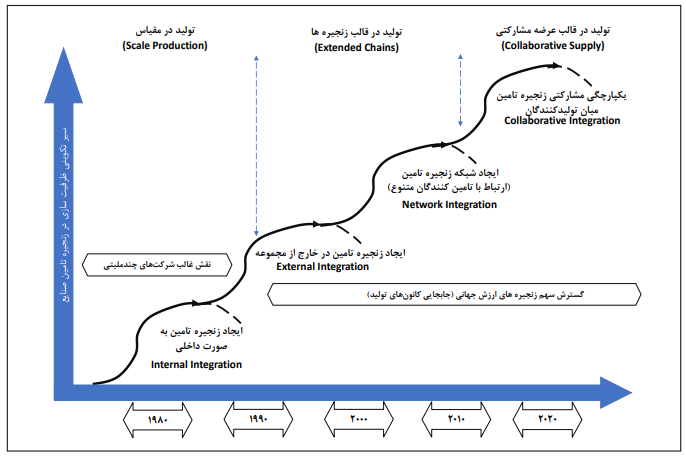 تولید در مقیاس
(Scale Production)
تولید در قالب زنجیره ها
(Extended Chains)
تولید در قالب عرضه مشارکتی
(Collaborative Supply)
یکپارچگی مشارکتی زنجیره تامین
میان تولیدکنندگان
Collaborative Integration
ایجاد شبکه زنجیره تامین
(ارتباط با تامین کنندگان متنوع)
Network Integration
ایجاد زنجیره تامین در خارج از مجموعه
External Integration
نقش غالب شرکت‌های چندملیتی
گسترش سهم زنجیره های ارزش جهانی (جابجایی کانون‌های تولید)
ایجاد زنجیره تامین به
صورت داخلی
Internal Integration
سیر تکوینی ظرفیت سازی در زنجیره تامین صنایع
۱۹۸۰
۱۹۹۰
۲۰۰۰
۲۰۱۰
۲۰۲۰